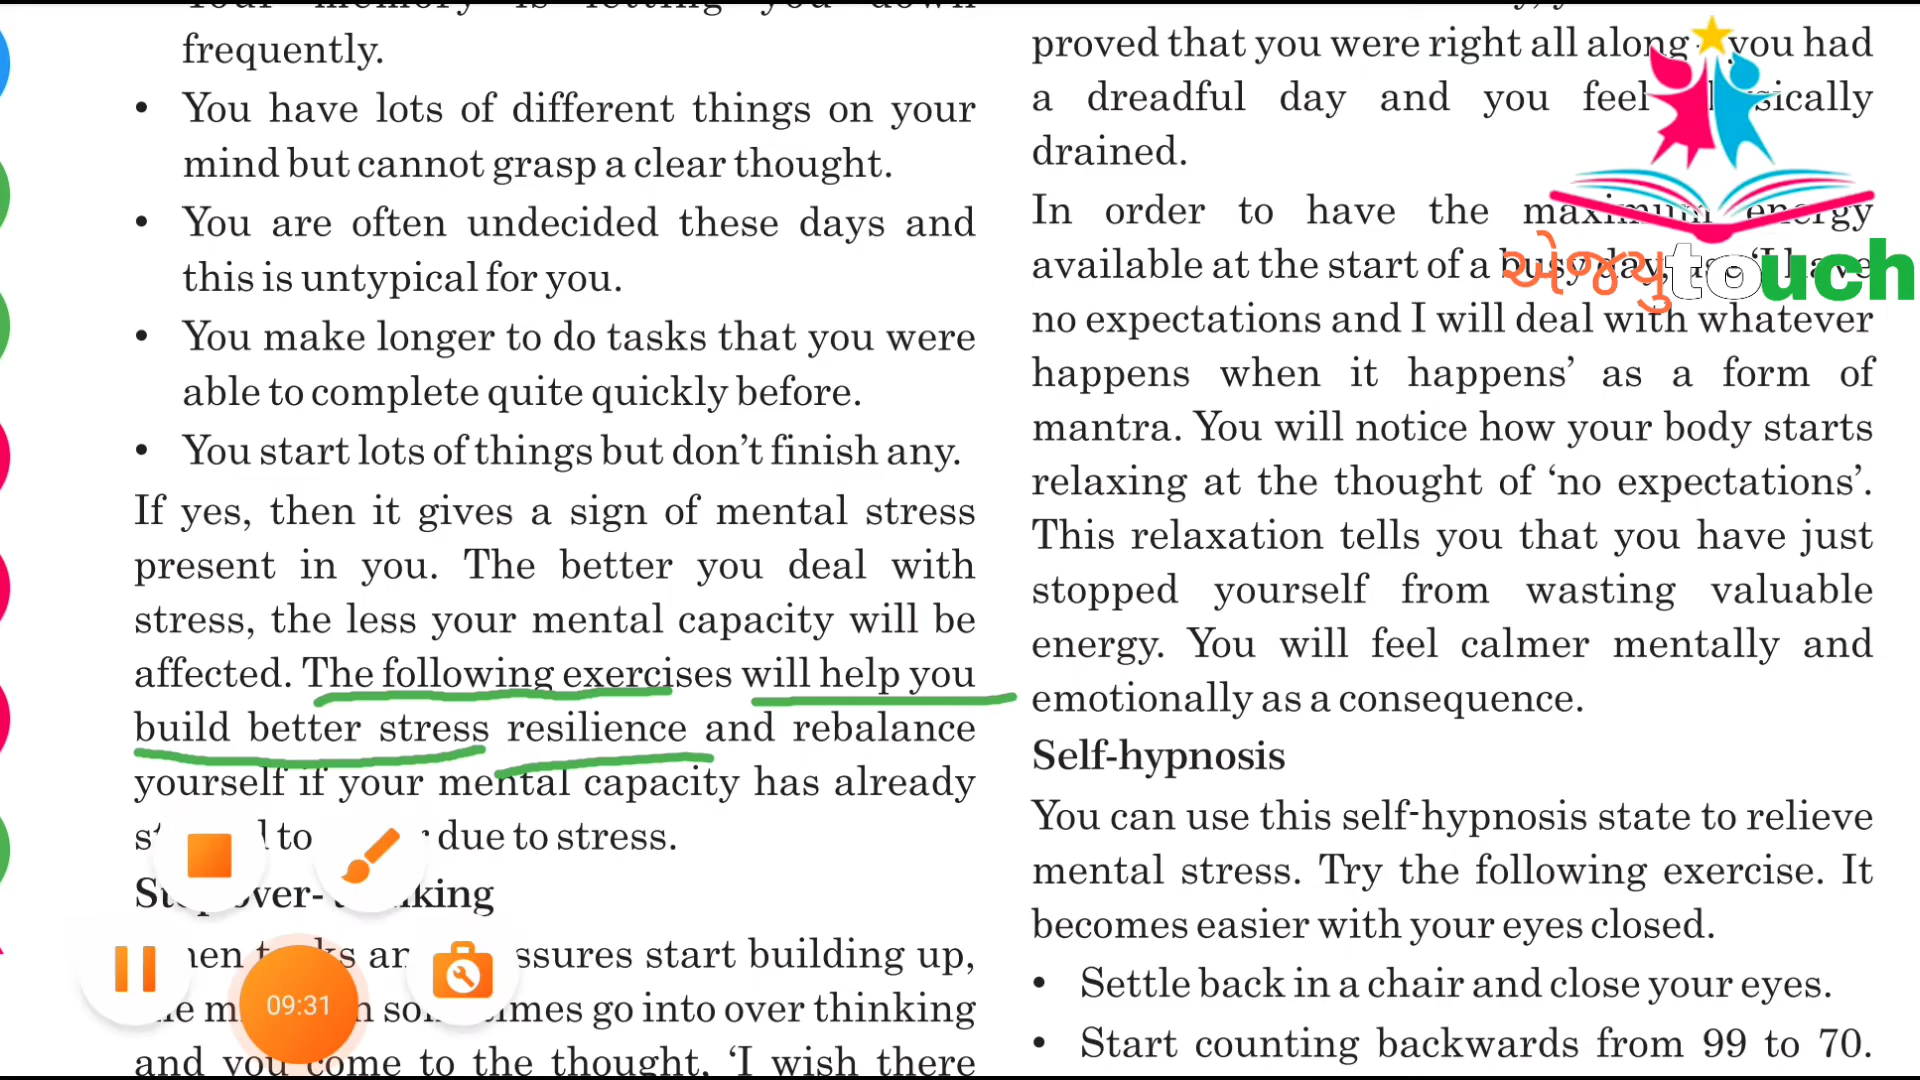 frequently.
• You have lots of different things on your
mind but cannot grasp a clear thought.
• You are often undecided these days and
this is untypical for you.
• You make longer to do tasks that you were
able to complete quite quickly before.
• You start lots of things but don’t finish any.
If yes, then it gives a sign of mental stress
present in you. The better you deal with
stress, the less your mental capacity will be
affected. The following exercises will help you
build better stress resilience and rebalance
yourself if your mental capacity has already
to due to stress.
start building up,
go into over thinking
and you come to the thought, ‘I wish there
09:31
proved that you were right all along - you had
a dreadful day and you feel
drained.
In order to have the maximum energy
available at the start of a busy day, use ‘I have
no expectations and I will deal with whatever
happens when it happens’ as a form of
mantra. You will notice how your body starts
relaxing at the thought of ‘no expectations’.
This relaxation tells you that you have just
stopped yourself from wasting valuable
energy. You will feel calmer mentally and
emotionally as a consequence.
Self-hypnosis
You can use this self-hypnosis state to relieve
mental stress. Try the following exercise. It
becomes easier with your eyes closed.
• Settle back in a chair and close your eyes.
• Start counting backwards from 99 to 70.
એજ્યુtouch